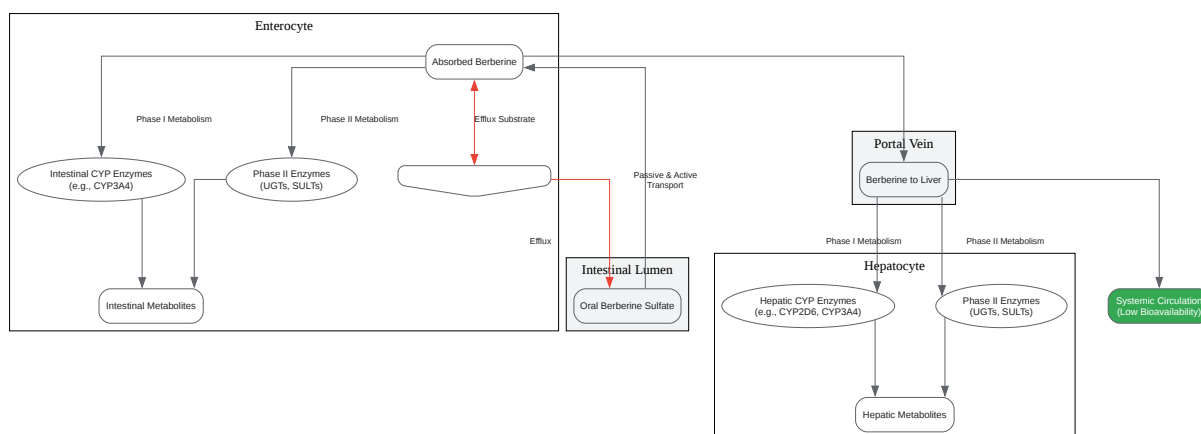 Enterocyte
Absorbed Berberine
Phase I Metabolism
Phase II Metabolism
Efflux Substrate
Portal Vein
Intestinal CYP Enzymes
(e.g., CYP3A4)
Phase II Enzymes
(UGTs, SULTs)
Passive & Active
Transport
Berberine to Liver
Efflux
Phase I Metabolism
Phase II Metabolism
Intestinal Lumen
Hepatocyte
Intestinal Metabolites
Oral Berberine Sulfate
Hepatic CYP Enzymes
(e.g., CYP2D6, CYP3A4)
Phase II Enzymes
(UGTs, SULTs)
Systemic Circulation
(Low Bioavailability)
Hepatic Metabolites